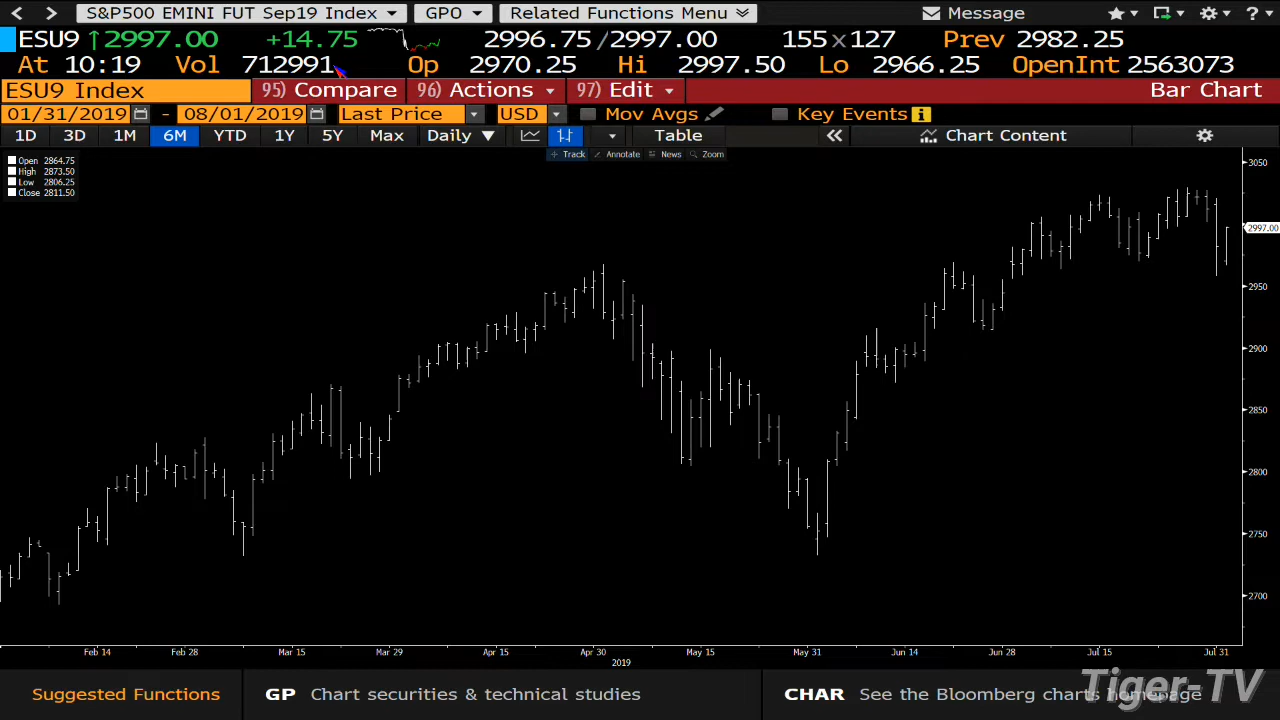 S&P500 EMINI FUT Sep19 Index GPO Related Functions Menu Message ?
ESU9 ↑2997.00 +14.75 2996.75/2997.00 155x127 Prev 2982.25
At 10:19 Vol 712991 Op 2970.25 Hi 2997.50 Lo 2966.25 OpenInt 2563073
ESU9 Index 95) Compare 96) Actions 97) Edit Bar Chart
01/31/2019 - 08/01/2019 Last Price USD Mov Avgs Key Events i
1D 3D 1M 6M YTD 1Y 5Y Max Daily ▼ Table « Chart Content
Track Annotate News Zoom
Open 2864.75
High 2873.50
Low 2806.25
Close 2811.50
3050
2997.00
2950
2900
2850
2800
2750
2700
Feb 14 Feb 28 Mar 15 Mar 29 Apr 15 Apr 30 May 15 May 31 Jun 14 Jun 28 Jul 15 Jul 31
2019
Suggested Functions GP Chart securities & technical studies CHAR See the Bloomberg charts homepage
Tiger-TV